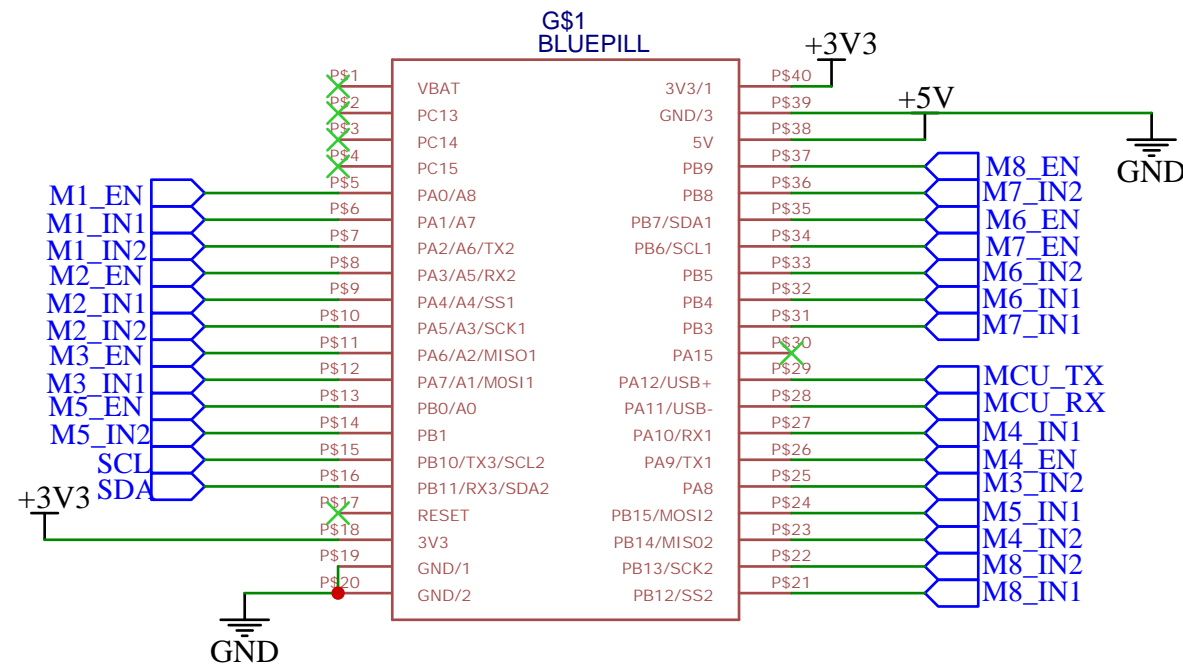 G$1
BLUEPILL
+3V3
+5V
GND
P$1 VBAT
P$2 PC13
P$3 PC14
P$4 PC15
M1_EN P$5 PA0/A8
M1_IN1 P$6 PA1/A7
M1_IN2 P$7 PA2/A6/TX2
M2_EN P$8 PA3/A5/RX2
M2_IN1 P$9 PA4/A4/SS1
M2_IN2 P$10 PA5/A3/SCK1
M3_EN P$11 PA6/A2/MISO1
M3_IN1 P$12 PA7/A1/M0SI1
M5_EN P$13 PB0/A0
M5_IN2 P$14 PB1
SCL P$15 PB10/TX3/SCL2
SDA P$16 PB11/RX3/SDA2
P$17 RESET
+3V3 P$18 3V3
P$19 GND/1
P$20 GND/2
GND
3V3/1 P$40
GND/3 P$39
5V P$38
PB9 P$37 M8_EN
PB8 P$36 M7_IN2
PB7/SDA1 P$35 M6_EN
PB6/SCL1 P$34 M7_EN
PB5 P$33 M6_IN2
PB4 P$32 M6_IN1
PB3 P$31 M7_IN1
PA15 P$30
PA12/USB+ P$29 MCU_TX
PA11/USB- P$28 MCU_RX
PA10/RX1 P$27 M4_IN1
PA9/TX1 P$26 M4_EN
PA8 P$25 M3_IN2
PB15/MOSI2 P$24 M5_IN1
PB14/MISO2 P$23 M4_IN2
PB13/SCK2 P$22 M8_IN2
PB12/SS2 P$21 M8_IN1